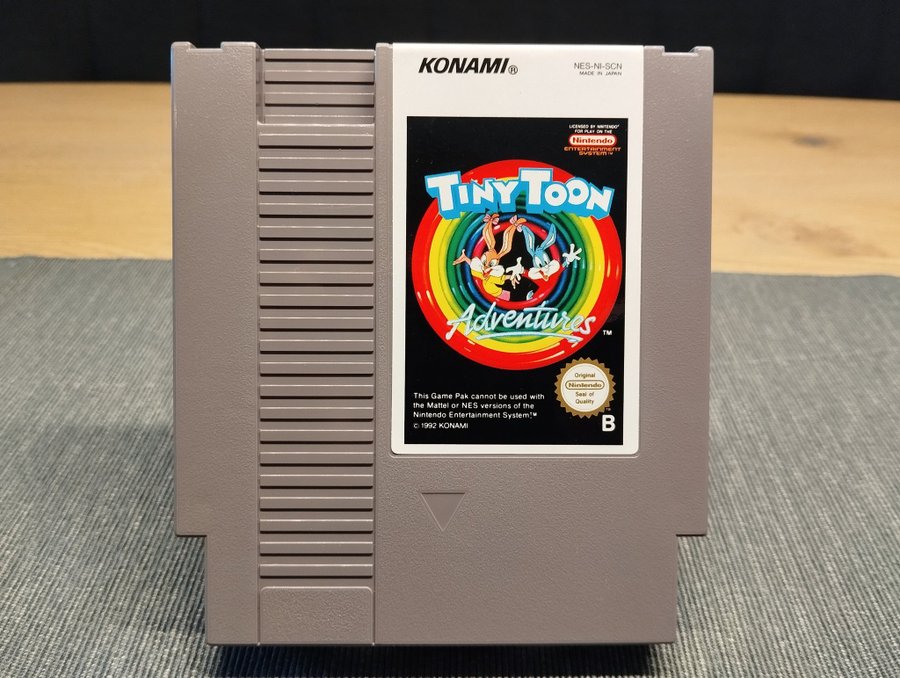 KONAMI®
NES-NI-SCN
MADE IN JAPAN
LICENSED BY NINTENDO®
FOR PLAY ON THE
Nintendo
ENTERTAINMENT
SYSTEM™
TINY TOON
Adventures™
This Game Pak cannot be used with
the Mattel or NES versions of the
Nintendo Entertainment System.™
© 1992 KONAMI
Original
Nintendo
Seal of
Quality
TM
B